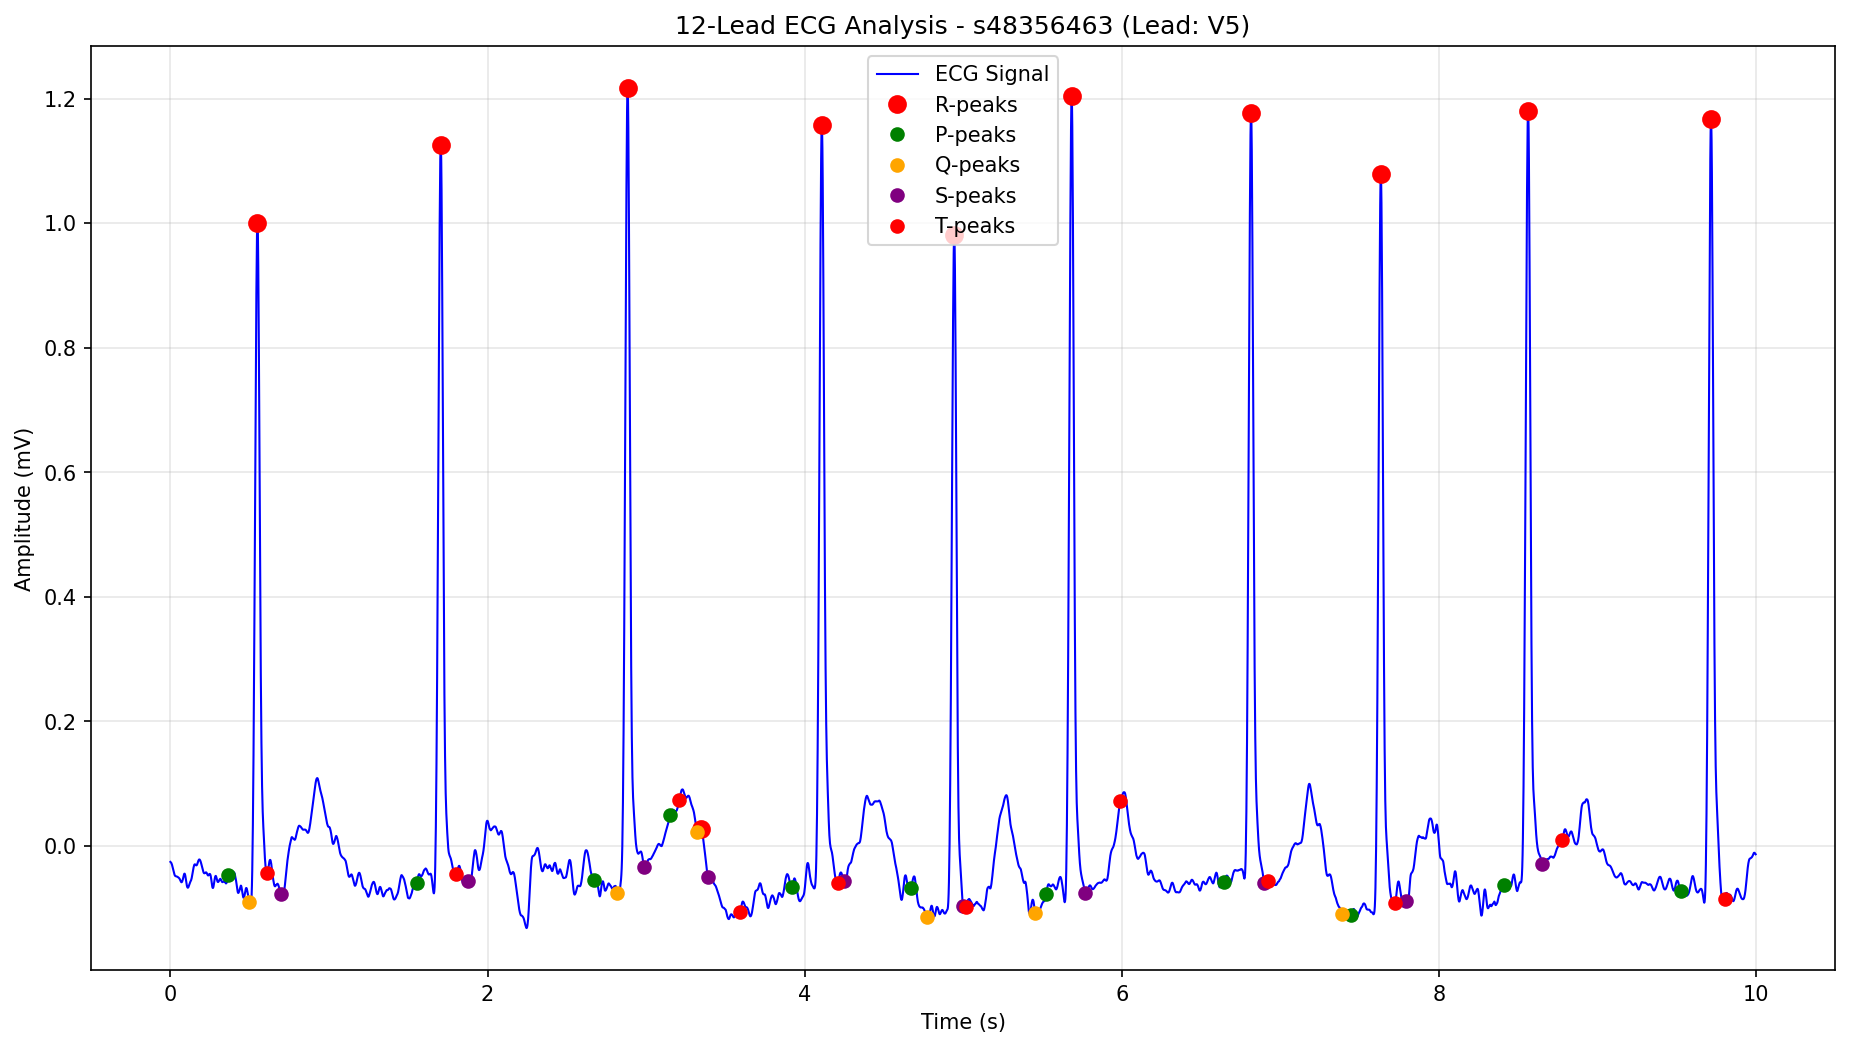 12-Lead ECG Analysis - s48356463 (Lead: V5)
ECG Signal
R-peaks
P-peaks
Q-peaks
S-peaks
T-peaks
Amplitude (mV)
1.2
1.0
0.8
0.6
0.4
0.2
0.0
0
2
4
6
8
10
Time (s)